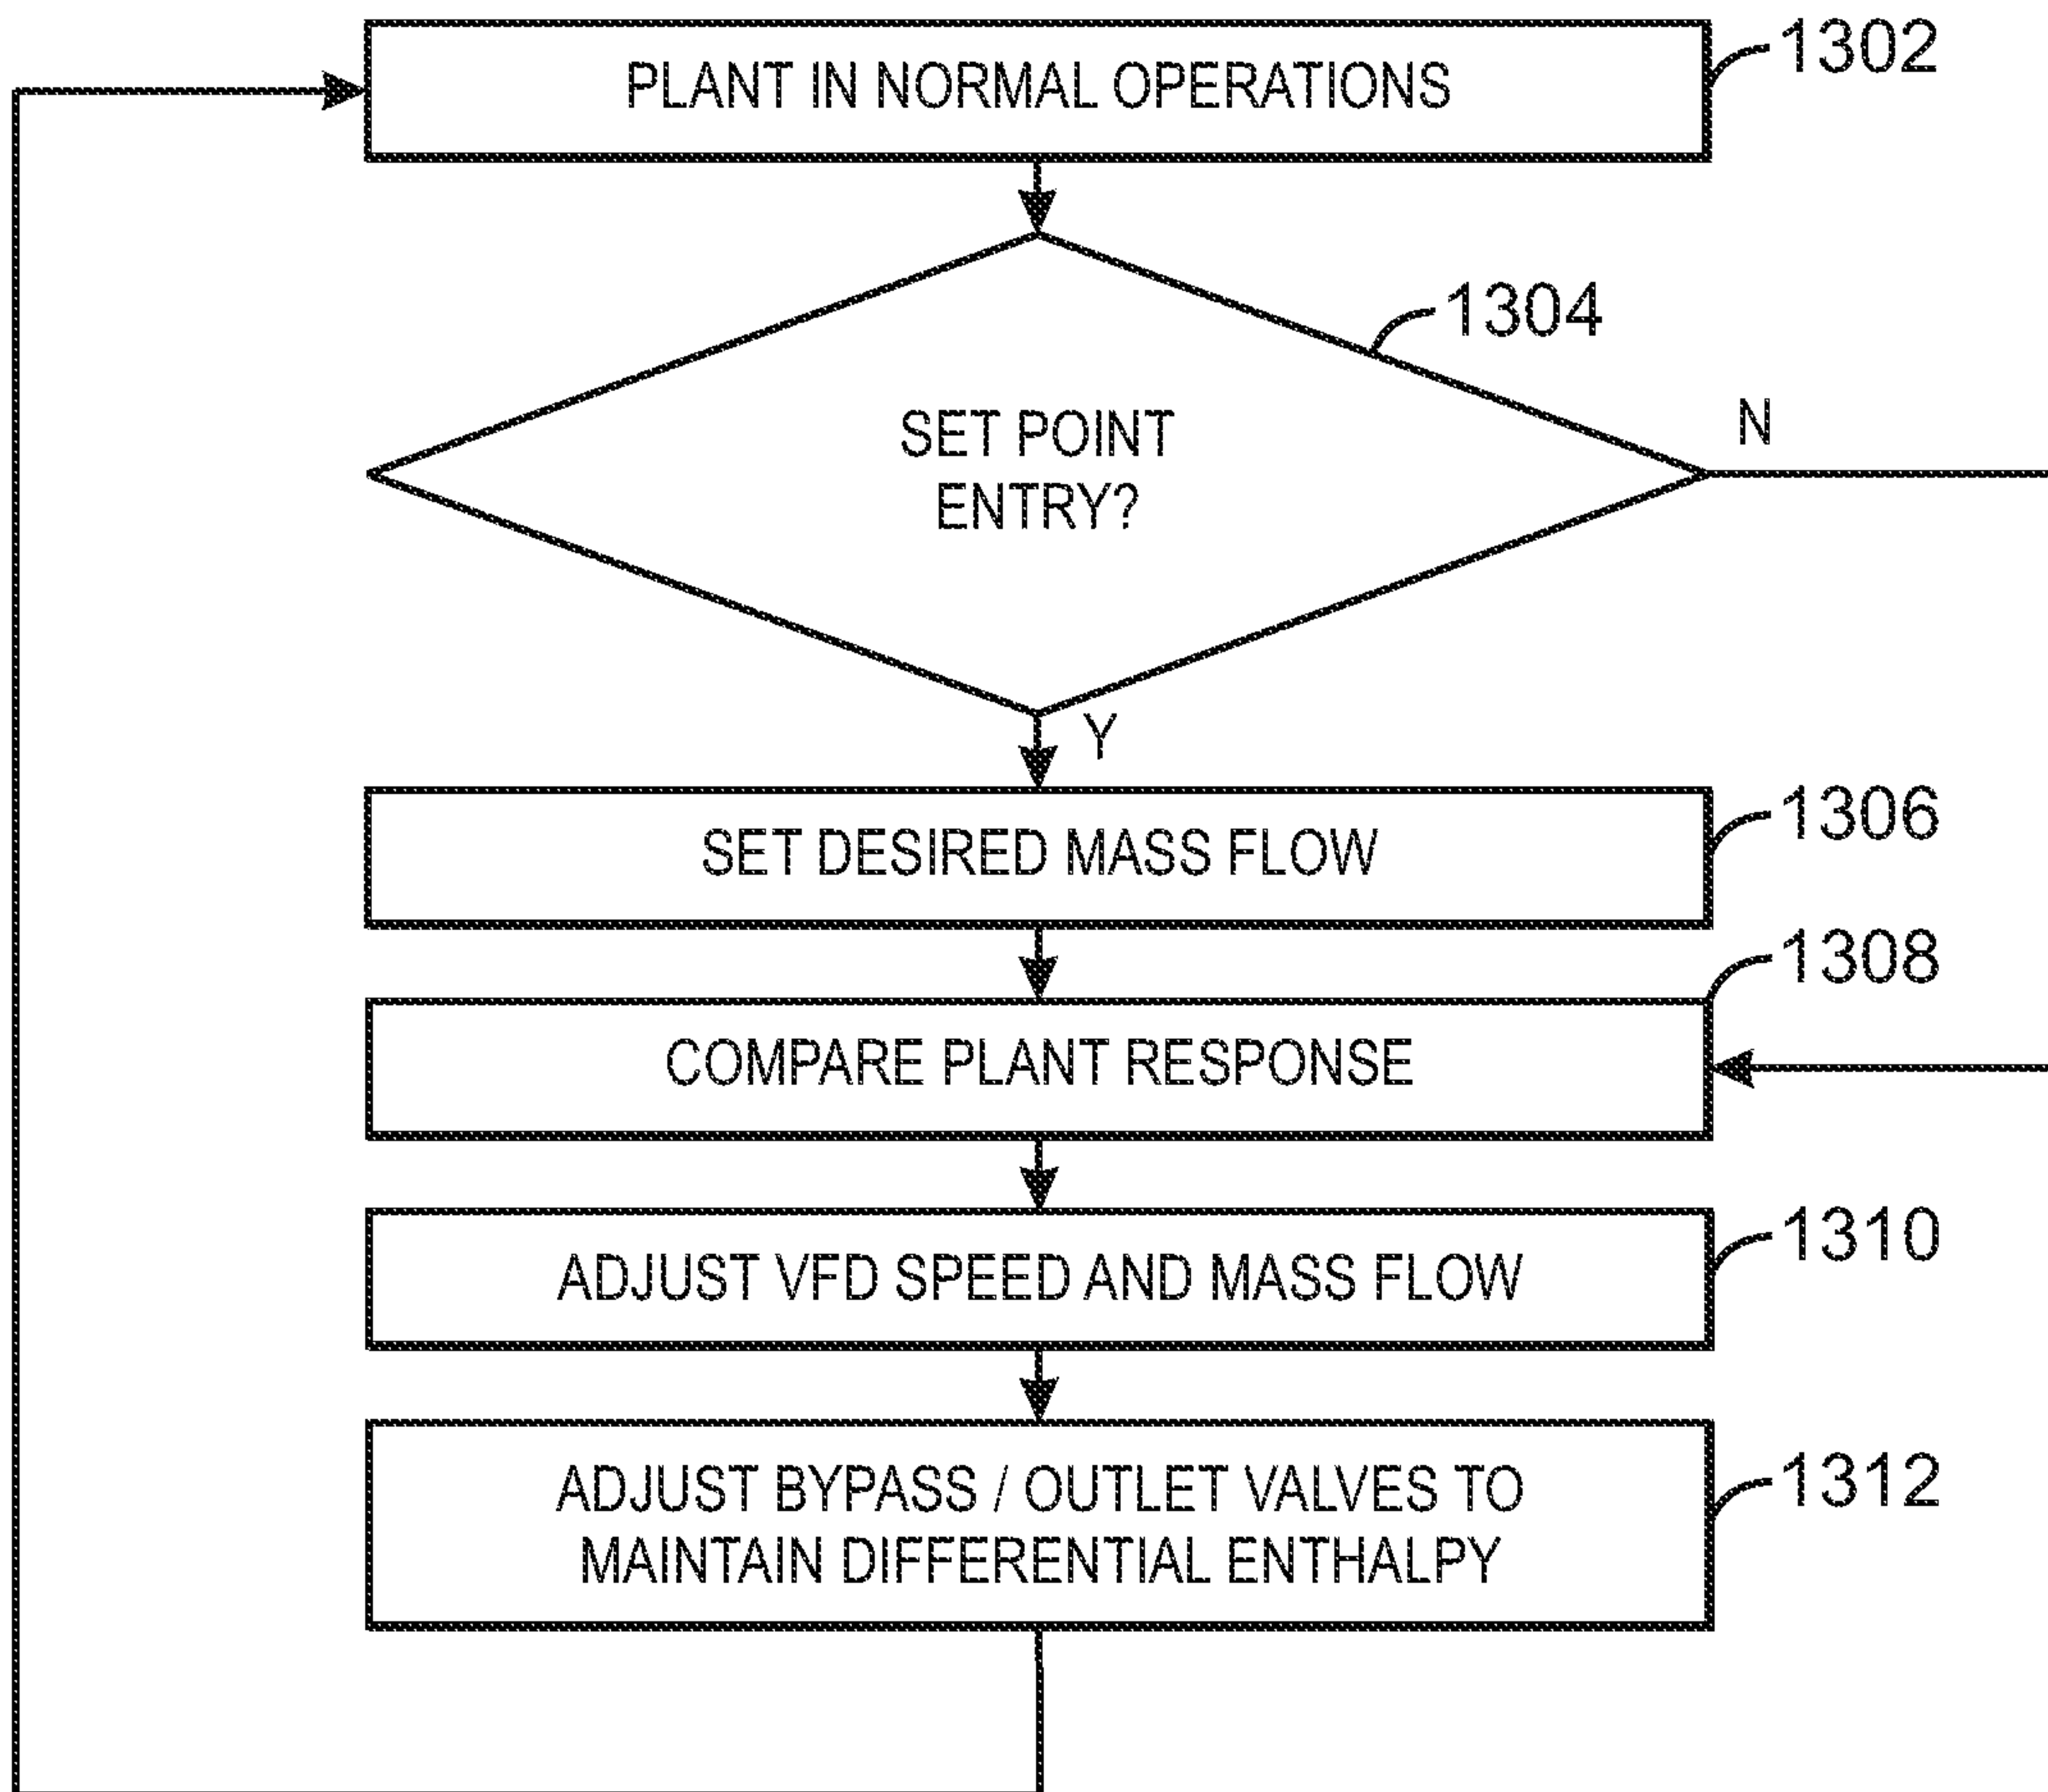 PLANT IN NORMAL OPERATIONS
1302
1304
SET POINT
ENTRY?
N
Y
SET DESIRED MASS FLOW
1306
1308
COMPARE PLANT RESPONSE
ADJUST VFD SPEED AND MASS FLOW
1310
ADJUST BYPASS / OUTLET VALVES TO
MAINTAIN DIFFERENTIAL ENTHALPY
1312